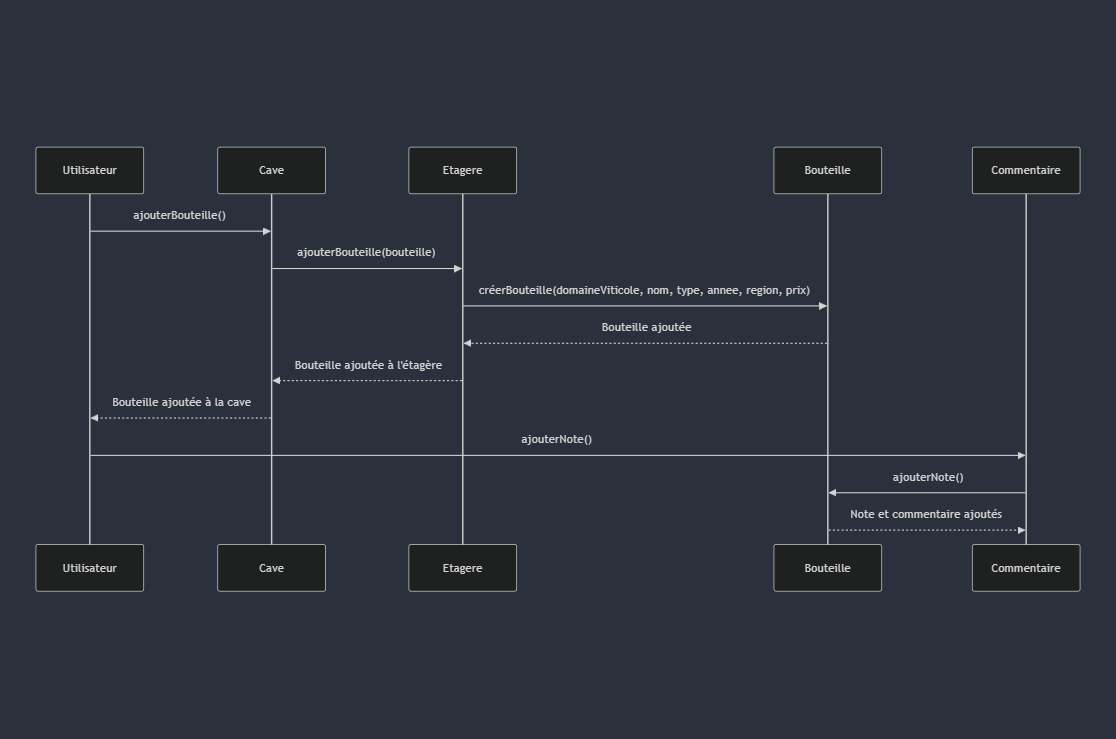 Utilisateur
Cave
Etagere
Bouteille
Commentaire
ajouterBouteille()
ajouterBouteille(bouteille)
créerBouteille(domaineViticole, nom, type, annee, region, prix)
Bouteille ajoutée
Bouteille ajoutée à l'étagère
Bouteille ajoutée à la cave
ajouterNote()
ajouterNote()
Note et commentaire ajoutés
Utilisateur
Cave
Etagere
Bouteille
Commentaire